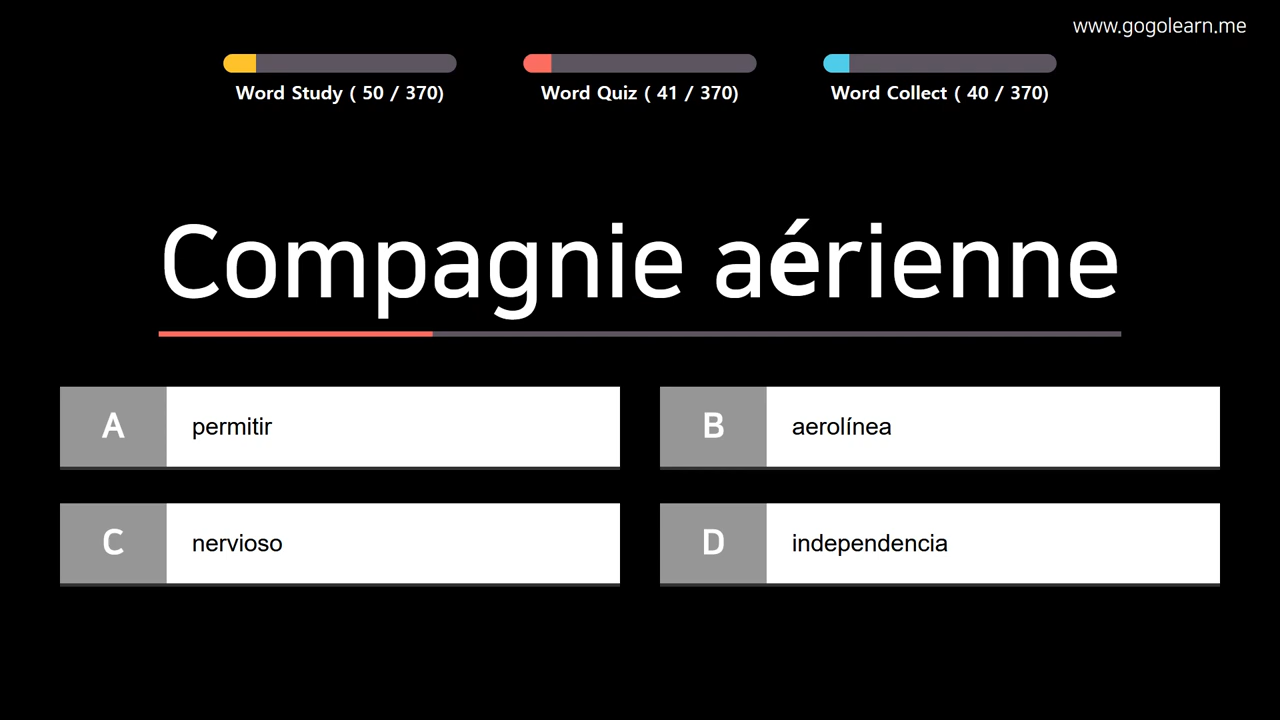 www.gogolearn.me
Word Study ( 50 / 370)
Word Quiz ( 41 / 370)
Word Collect ( 40 / 370)
Compagnie aérienne
A permitir
B aerolínea
C nervioso
D independencia